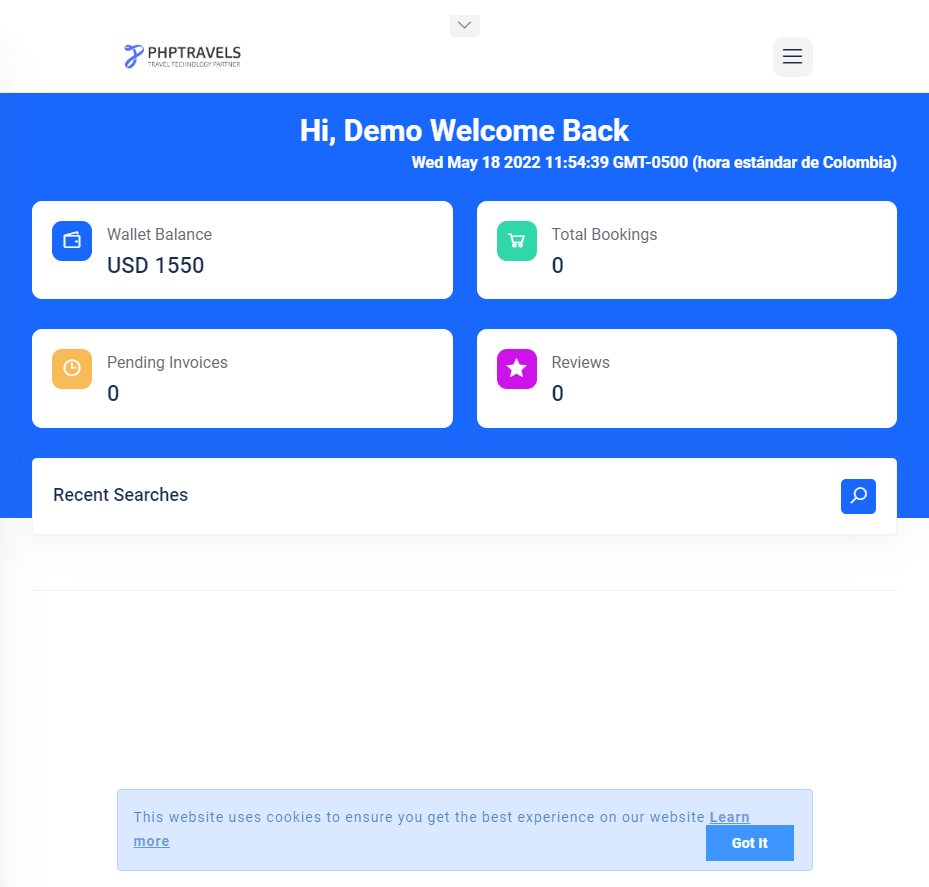 PHPTRAVELS
TRAVEL TECHNOLOGY PARTNER
Hi, Demo Welcome Back
Wed May 18 2022 11:54:39 GMT-0500 (hora estándar de Colombia)
Wallet Balance
USD 1550
Total Bookings
0
Pending Invoices
0
Reviews
0
Recent Searches
This website uses cookies to ensure you get the best experience on our website Learn
more
Got It